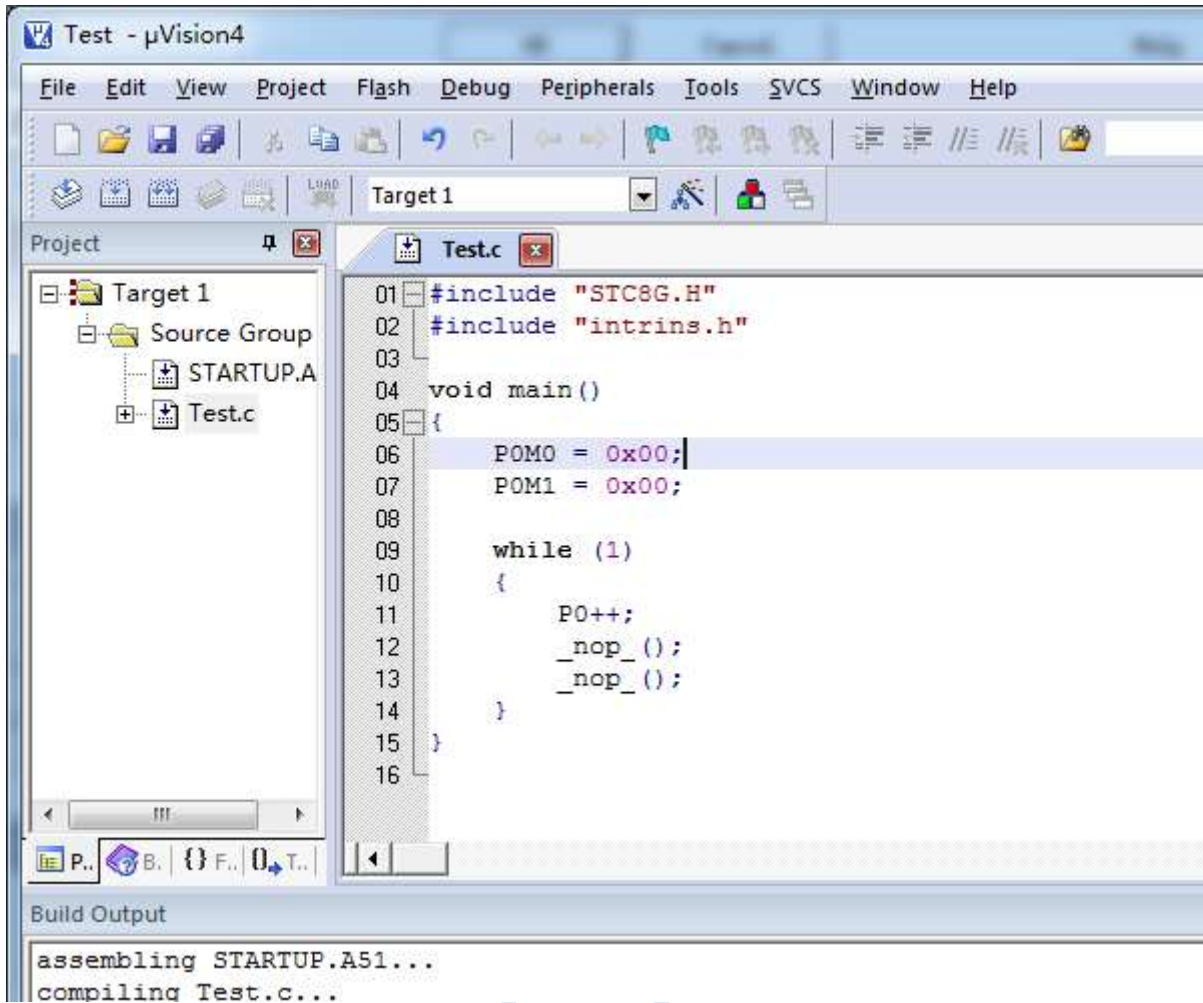 Test - µVision4
File Edit View Project Flash Debug Peripherals Tools SVCS Window Help
LOAD Target 1
Project
Test.c
Target 1
Source Group
STARTUP.A
Test.c
01 #include "STC8G.H"
02 #include "intrins.h"
03
04 void main()
05 {
06 P0M0 = 0x00;
07 P0M1 = 0x00;
08
09 while (1)
10 {
11 P0++;
12 _nop_();
13 _nop_();
14 }
15 }
16
P.. B. {} F.. 0 T..
Build Output
assembling STARTUP.A51...
compiling Test.c...